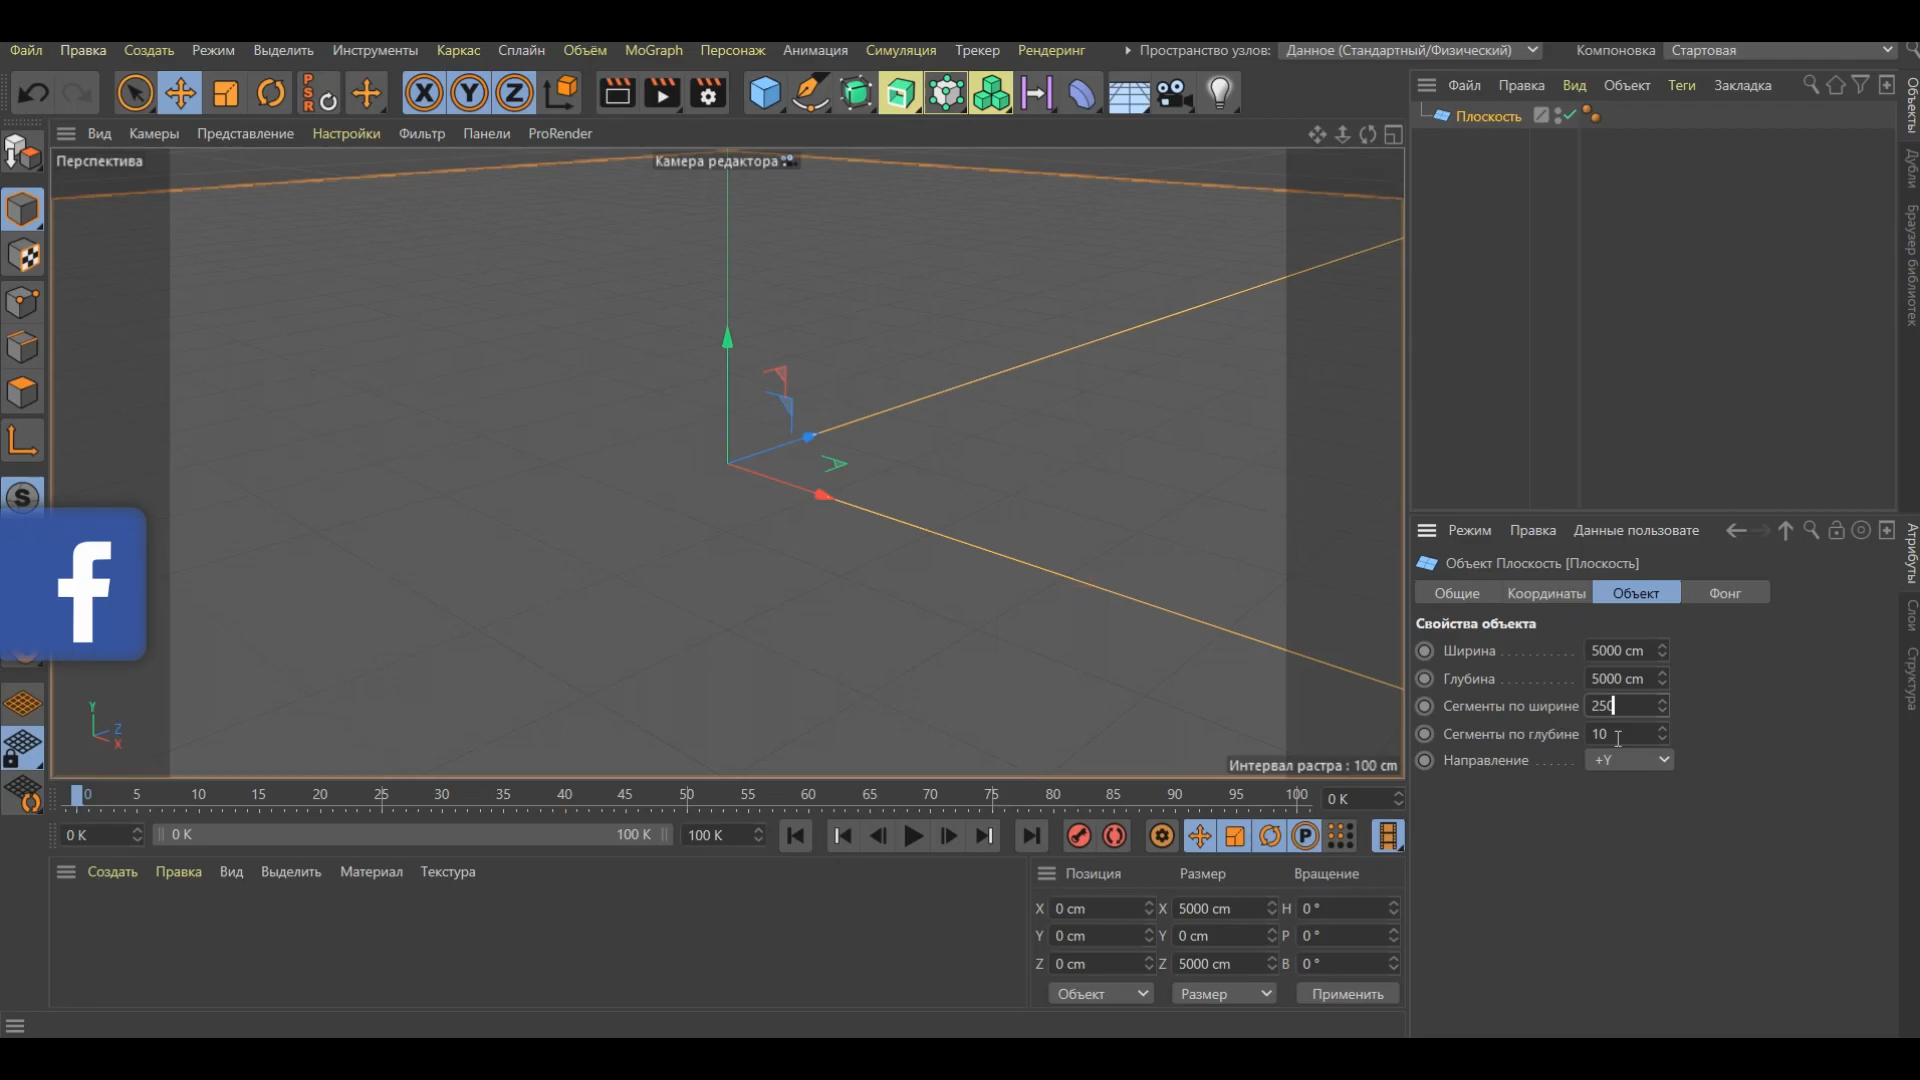 Файл Правка Создать Режим Выделить Инструменты Каркас Сплайн Объём MoGraph Персонаж Анимация Симуляция Трекер Рендеринг Пространство узлов: Данное (Стандартный/Физический) Компоновка Стартовая
PSR X Y Z
Файл Правка Вид Объект Теги Закладка
Плоскость
Вид Камеры Представление Настройки Фильтр Панели ProRender
Перспектива
Камера редактора
Объекты
Дубли
Браузер библиотек
S
f
Y
Z
X
Интервал растра : 100 cm
Режим Правка Данные пользовате
Объект Плоскость [Плоскость]
Общие Координаты Объект Фонг
Свойства объекта
Ширина 5000 cm
Глубина 5000 cm
Сегменты по ширине 250
Сегменты по глубине 10
Направление +Y
Атрибуты
Слои
Структура
0 5 10 15 20 25 30 35 40 45 50 55 60 65 70 75 80 85 90 95 100 0 K
0 K 0 K 100 K 100 K
P
Создать Правка Вид Выделить Материал Текстура
Позиция Размер Вращение
X 0 cm X 5000 cm H 0 °
Y 0 cm Y 0 cm P 0 °
Z 0 cm Z 5000 cm B 0 °
Объект Размер Применить